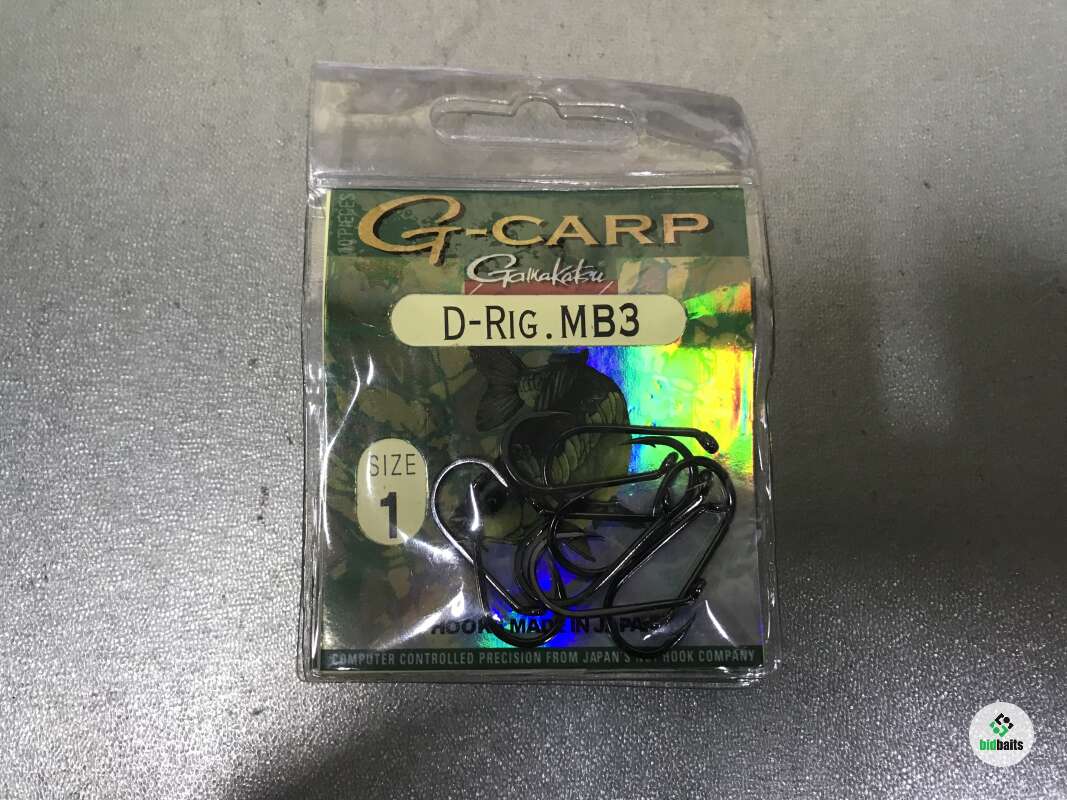 10 PIECES
G-CARP
Gamakatsu
D-RIG. MB3
SIZE
1
HOOKS MADE IN JAPAN
COMPUTER CONTROLLED PRECISION FROM JAPAN'S NO1 HOOK COMPANY
bidbaits